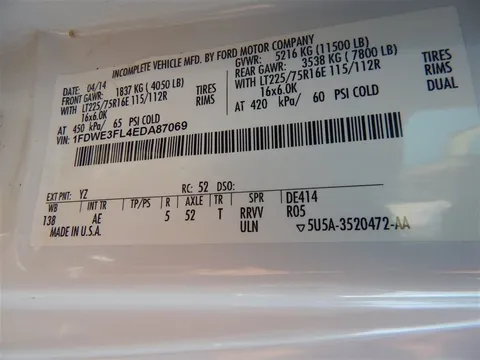 INCOMPLETE VEHICLE MFD. BY FORD MOTOR COMPANY
DATE: 04/14 GVWR: 5216 KG (11500 LB)
FRONT GAWR: 1837 KG ( 4050 LB) TIRES REAR GAWR: 3538 KG ( 7800 LB) TIRES
LT225/75R16E 115/112R RIMS LT225/75R16E 115/112R RIMS
16x6.0K 16x6.0K DUAL
AT 450 kPa/ 65 PSI COLD AT 420 kPa/ 60 PSI COLD
VIN: 1FDWE3FL4EDA87069
EXT PNT: YZ RC: 52 DSO:
WB INT TR TP/PS R AXLE TR SPR DE414
138 AE 5 52 T RRVV R05
MADE IN U.S.A. ULN ▽5U5A-3520472-AA